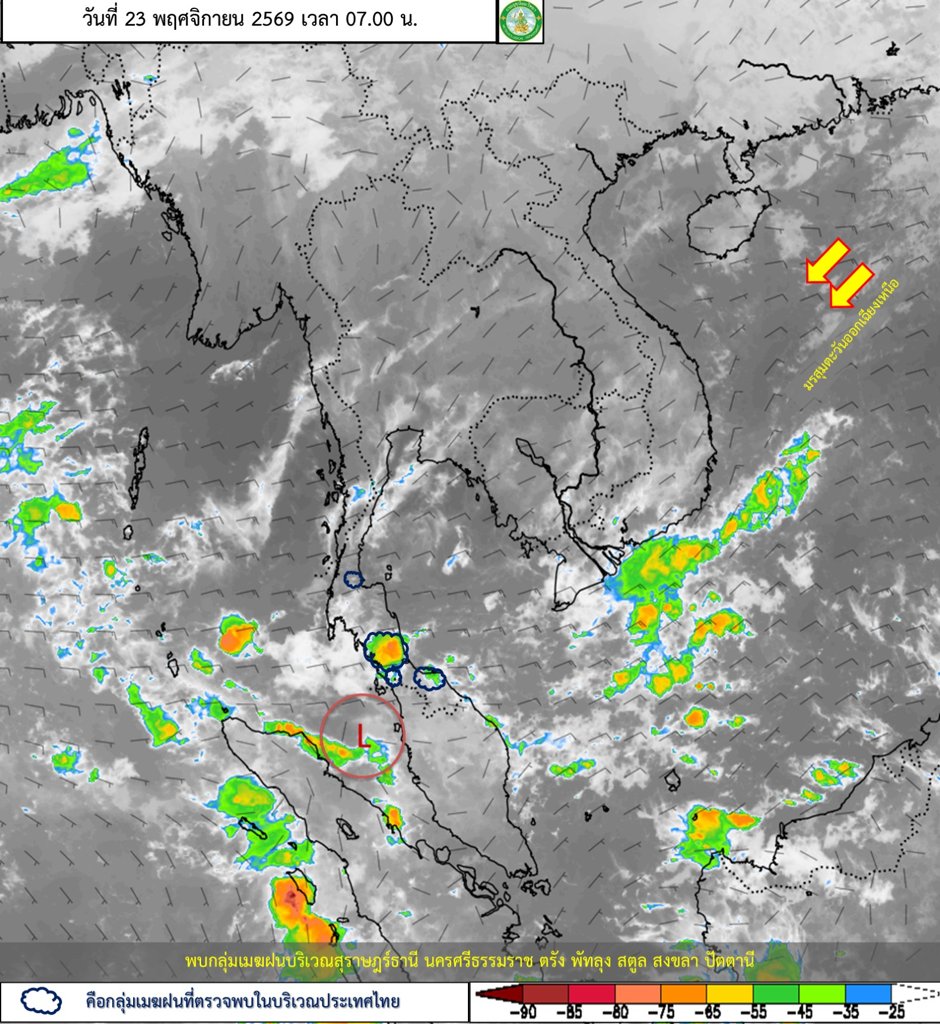 วันที่ 23 พฤศจิกายน 2569 เวลา 07.00 น.
มรสุมตะวันออกเฉียงเหนือ
L
พบกลุ่มเมฆฝนบริเวณสุราษฎร์ธานี นครศรีธรรมราช ตรัง พัทลุง สตูล สงขลา ปัตตานี
คือกลุ่มเมฆฝนที่ตรวจพบในบริเวณประเทศไทย
-90 -85 -80 -75 -65 -55 -45 -35 -25